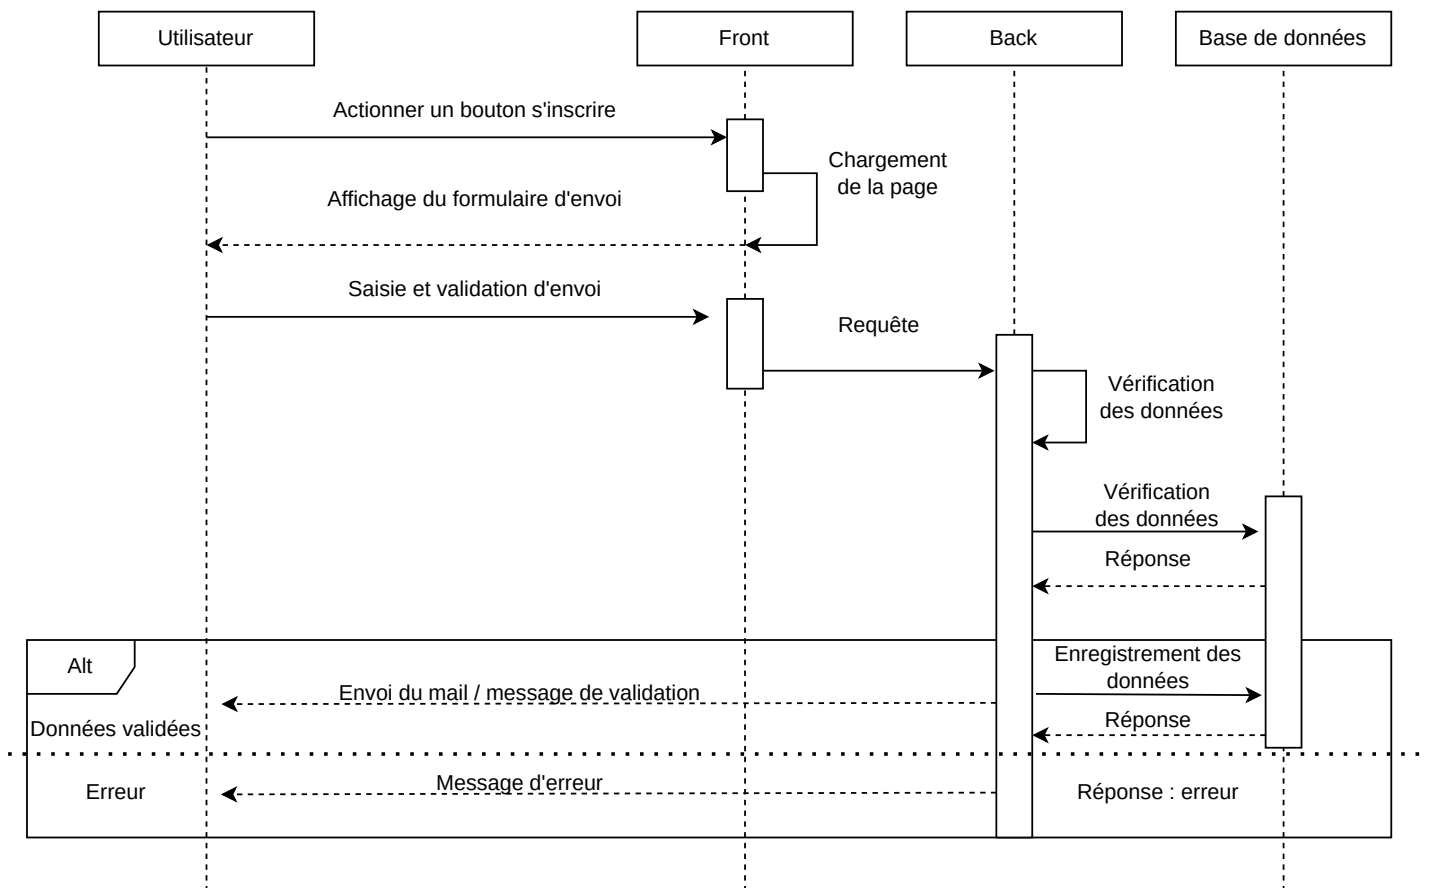 Utilisateur
Front
Back
Base de données
Actionner un bouton s'inscrire
Chargement
de la page
Affichage du formulaire d'envoi
Saisie et validation d'envoi
Requête
Vérification
des données
Vérification
des données
Réponse
Alt
Enregistrement des
données
Envoi du mail / message de validation
Réponse
Données validées
Erreur
Message d'erreur
Réponse : erreur